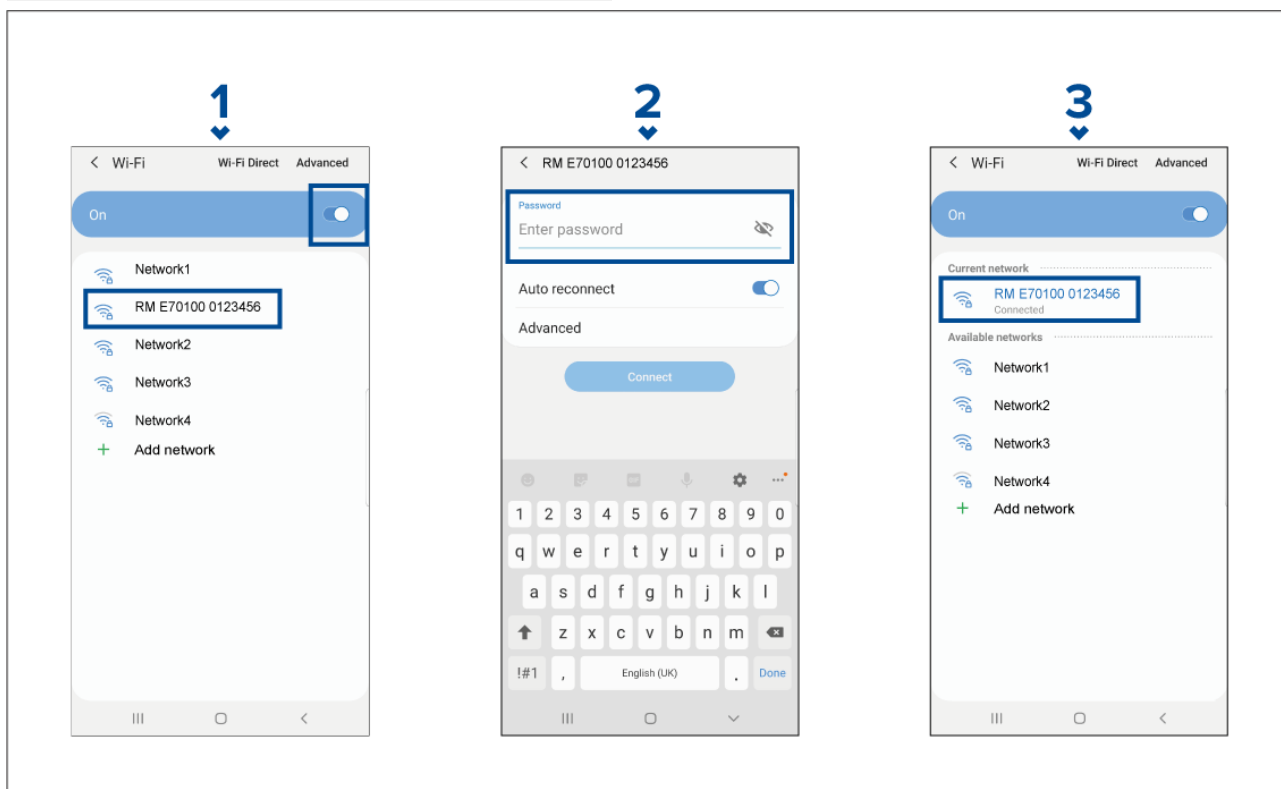 1
Wi-Fi Wi-Fi Direct Advanced
On
Network1
RM E70100 0123456
Network2
Network3
Network4
Add network
2
RM E70100 0123456
Password
Enter password
Auto reconnect
Advanced
Connect
1 2 3 4 5 6 7 8 9 0
q w e r t y u i o p
a s d f g h j k l
z x c v b n m
!#1 , English (UK) . Done
3
Wi-Fi Wi-Fi Direct Advanced
On
Current network
RM E70100 0123456
Connected
Available networks
Network1
Network2
Network3
Network4
Add network